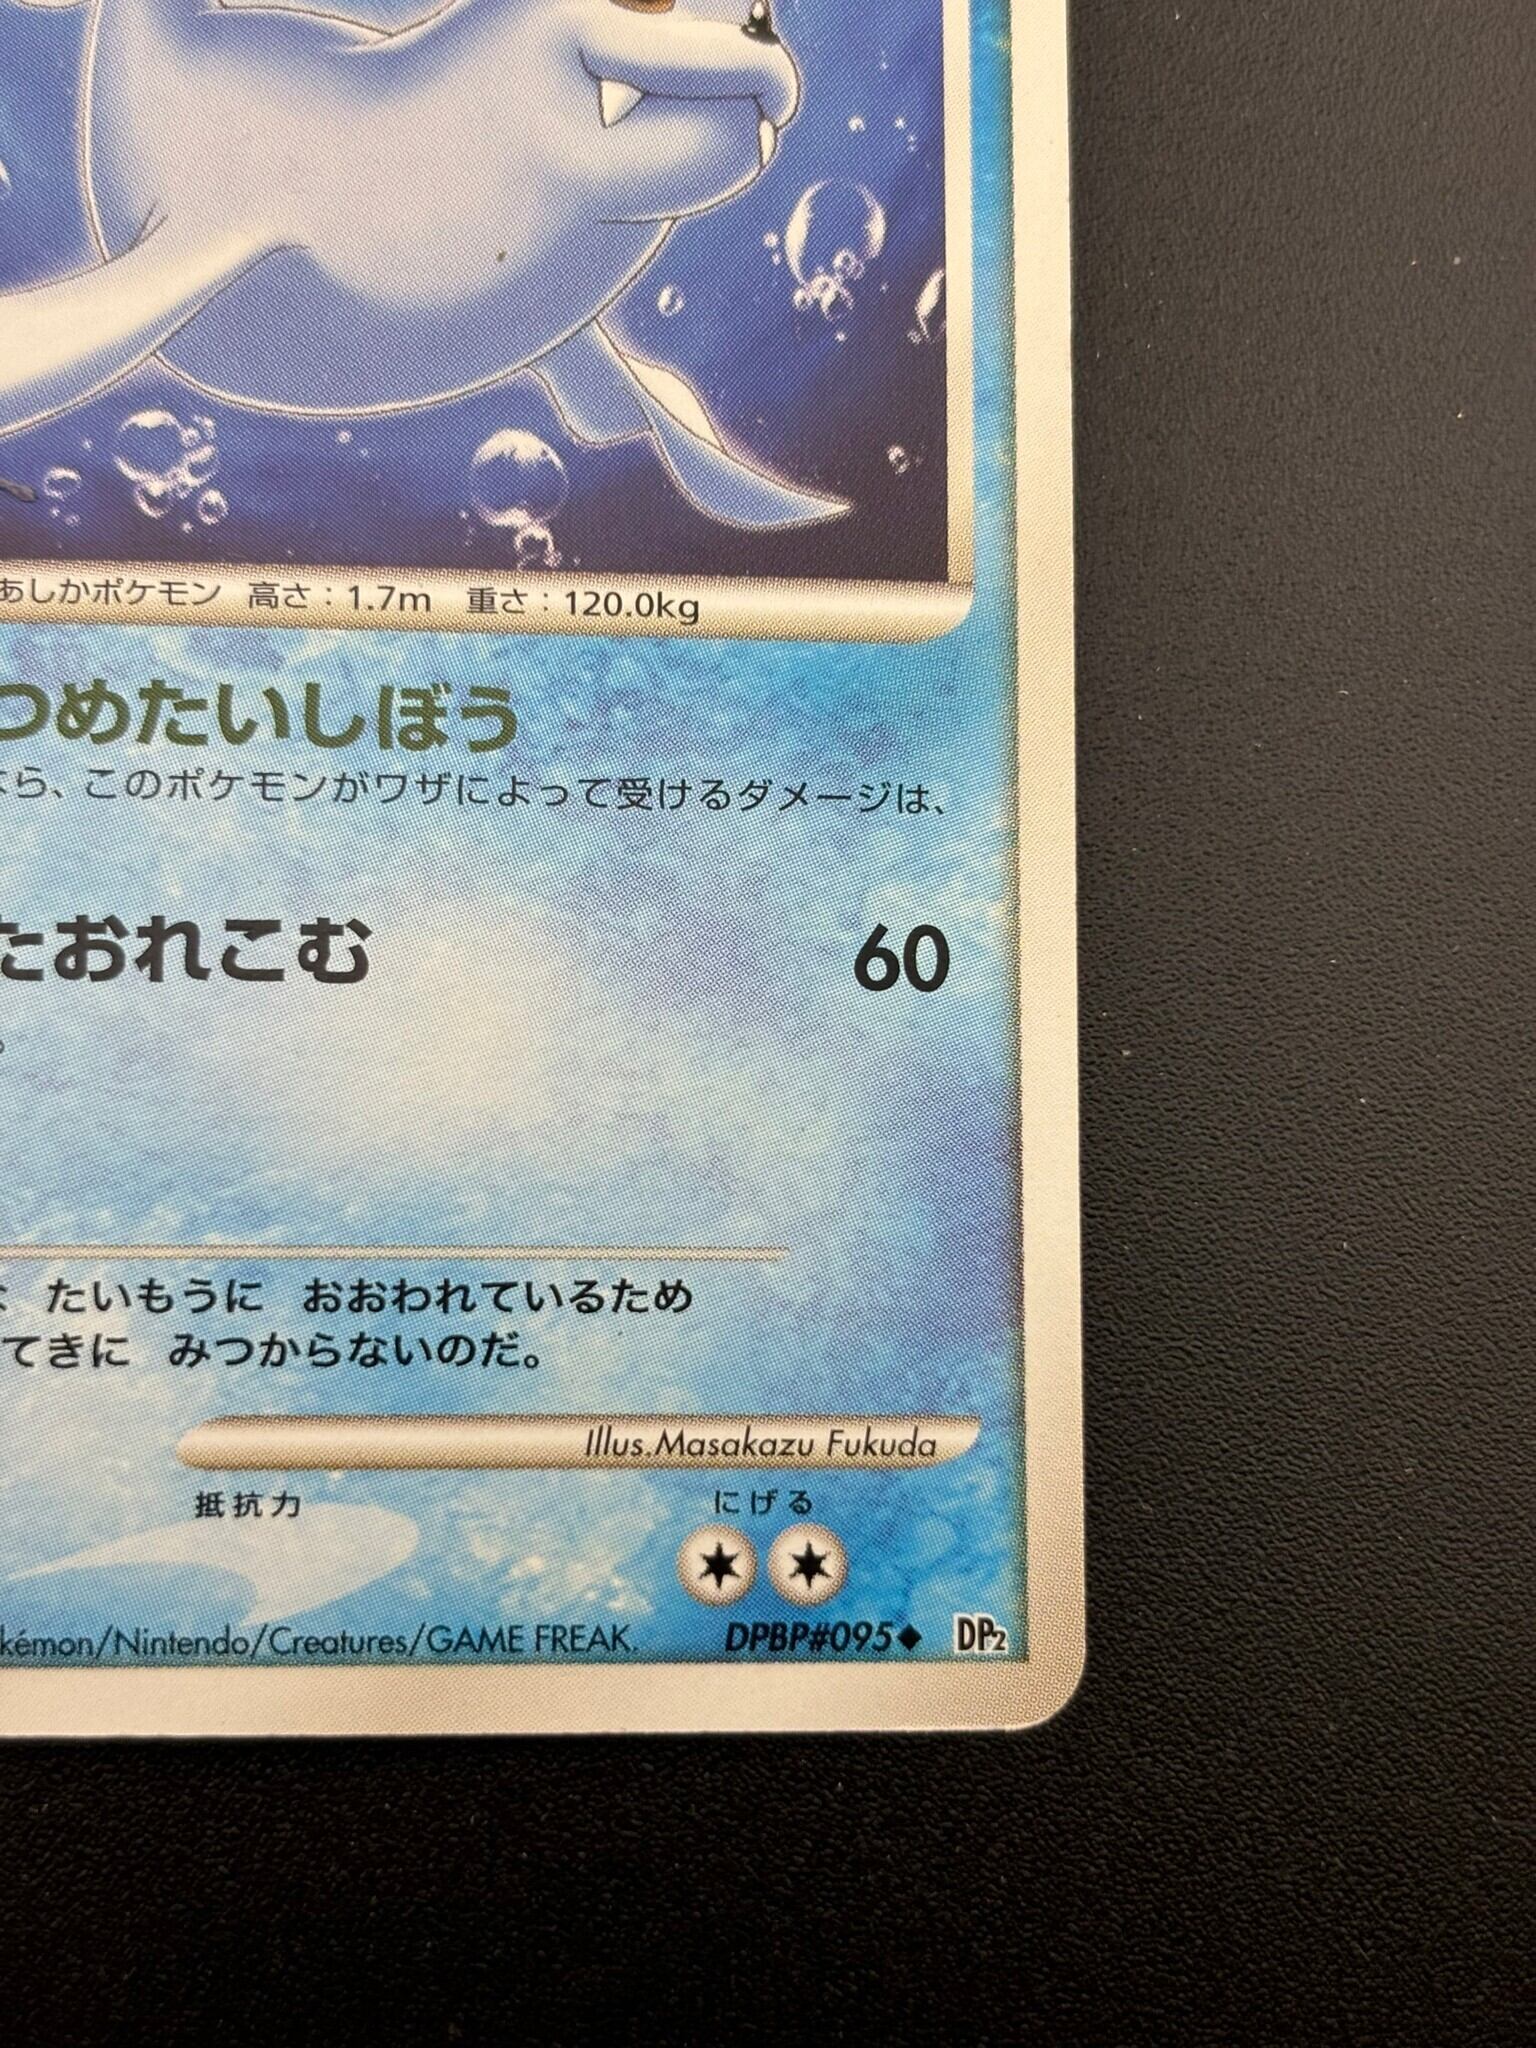 あしかポケモン 高さ：1.7m 重さ：120.0kg
つめたいしぼう
なら、このポケモンがワザによって受けるダメージは、
たおれこむ 60
。
たいもうに おおわれているため
てきに みつからないのだ。
Illus.Masakazu Fukuda
抵抗力 にげる
kémon/Nintendo/Creatures/GAME FREAK. DPBP#095◆ DP2